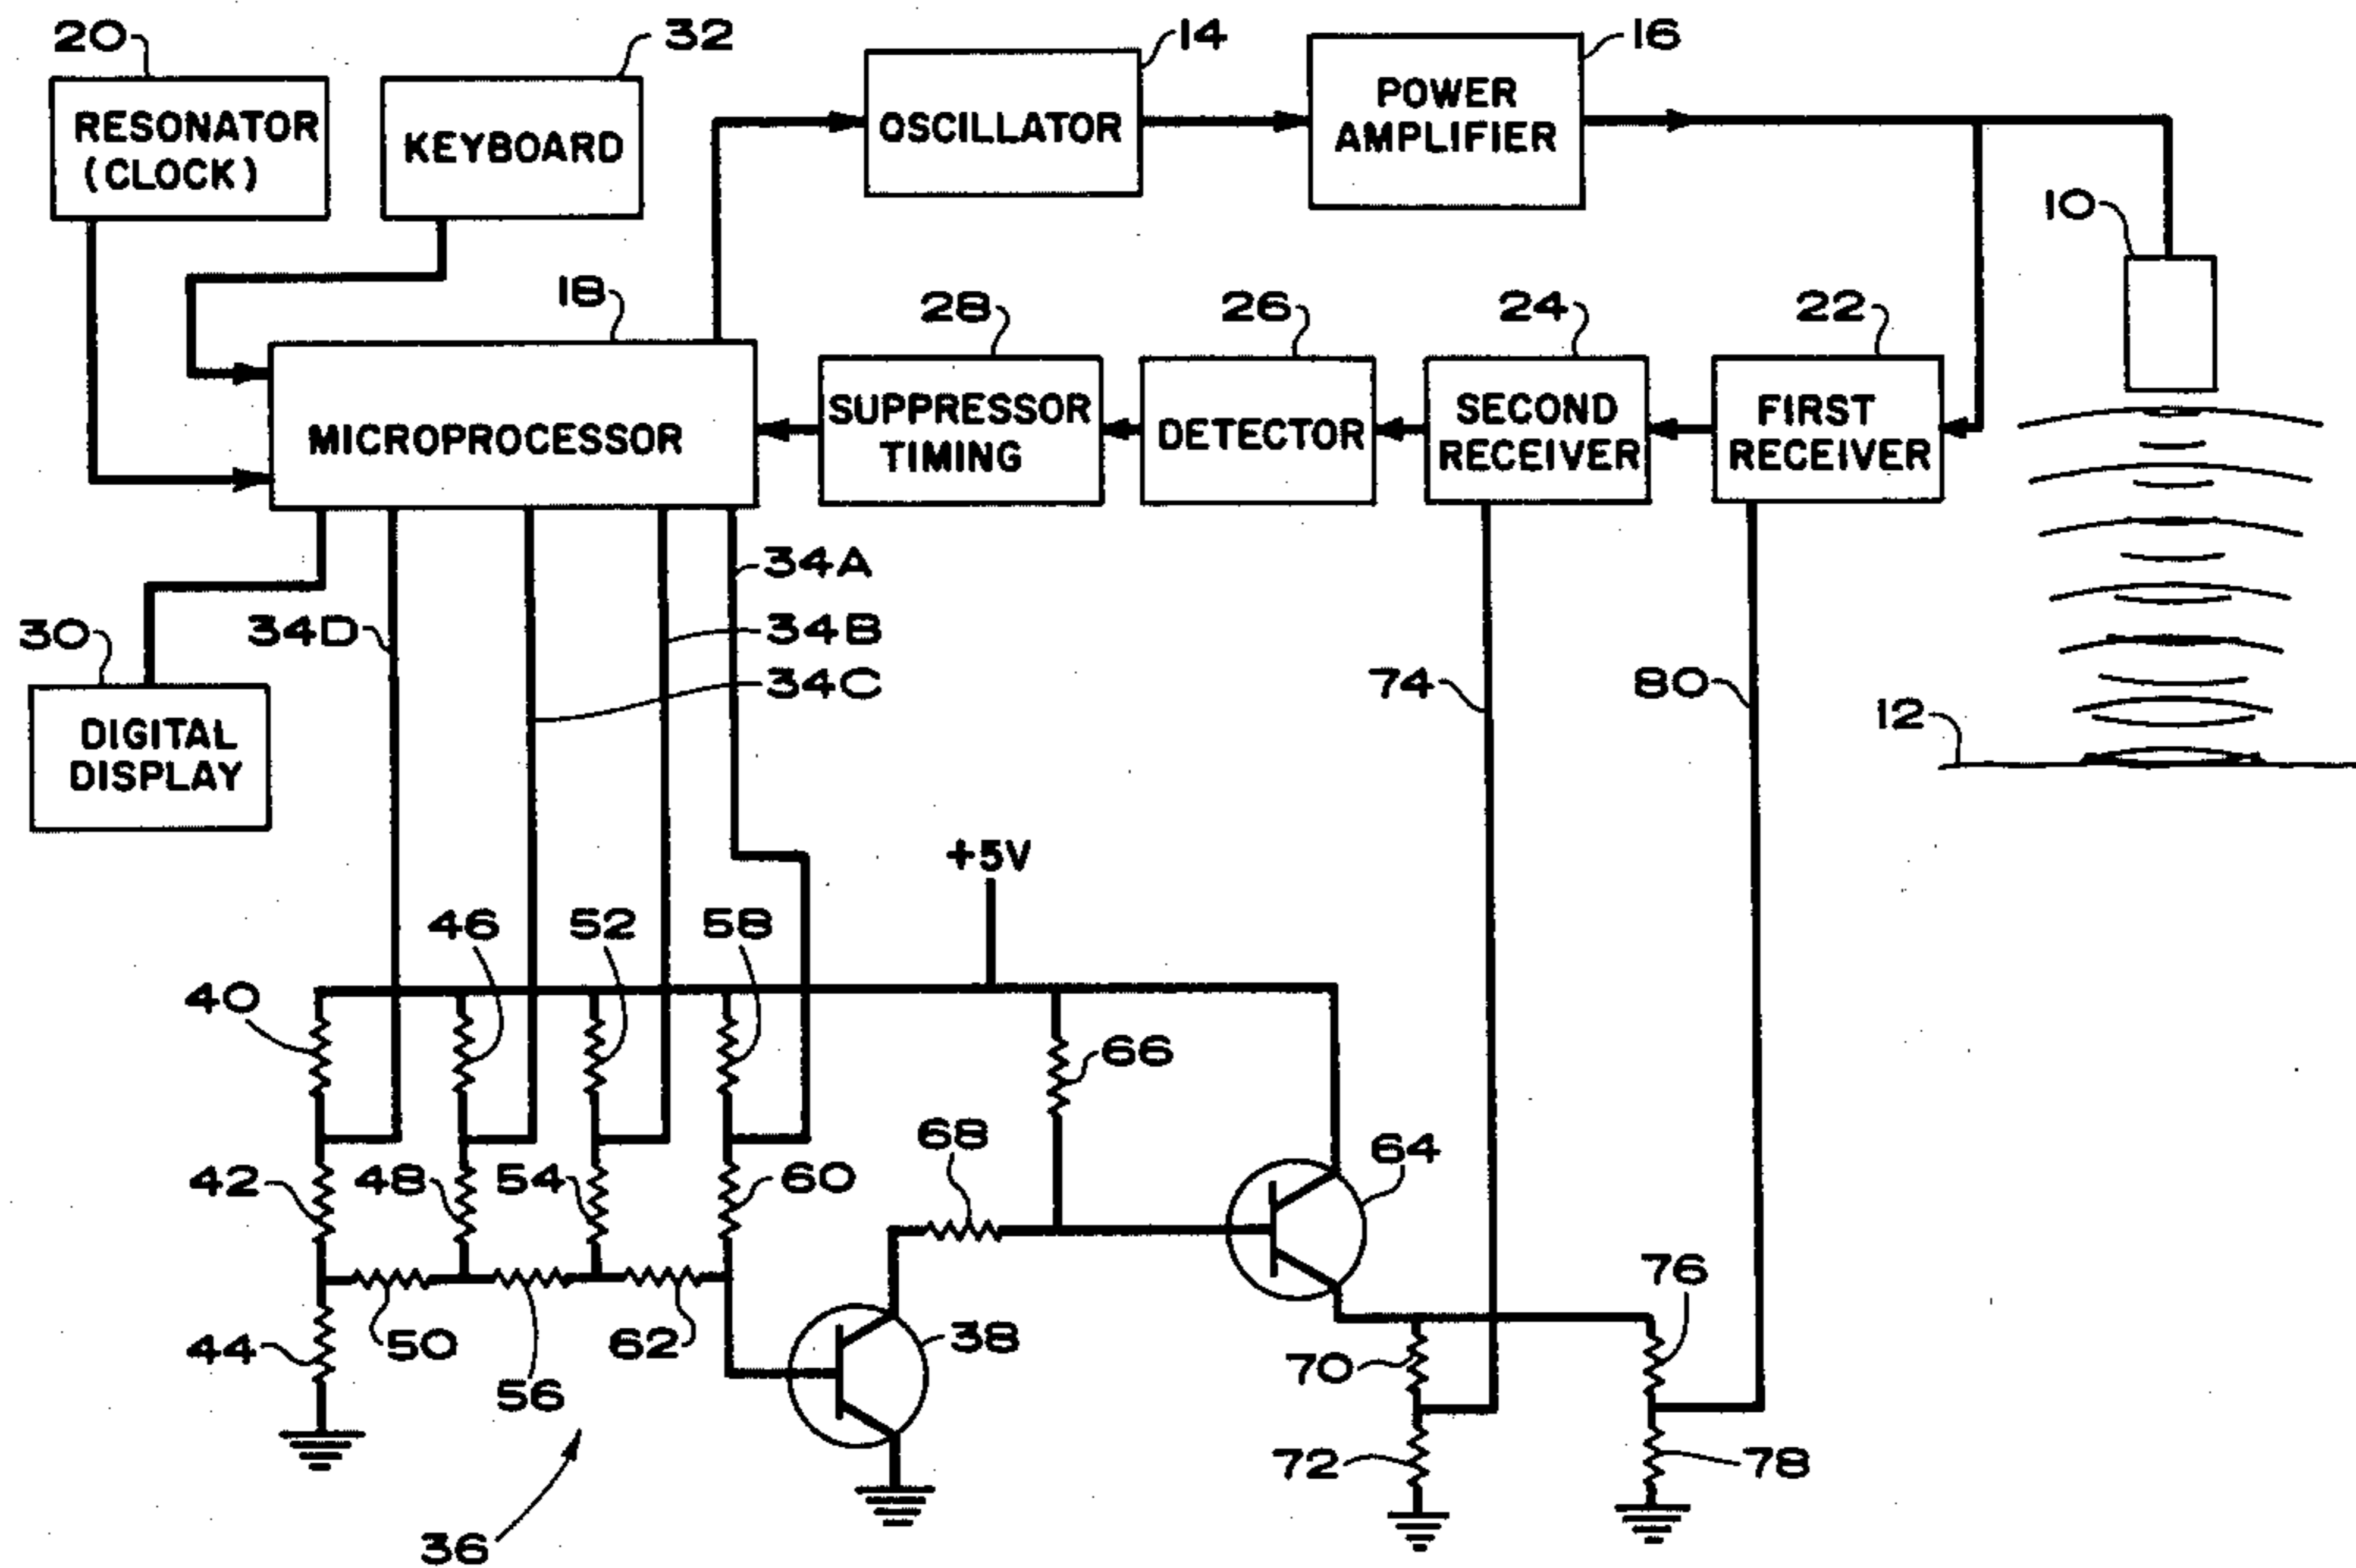 20
32
14
16
RESONATOR
(CLOCK)
KEYBOARD
OSCILLATOR
POWER
AMPLIFIER
10
18
28
26
24
22
MICROPROCESSOR
SUPPRESSOR
TIMING
DETECTOR
SECOND
RECEIVER
FIRST
RECEIVER
34A
30
34D
34B
34C
74
80
12
DIGITAL
DISPLAY
+5V
46
52
58
40
66
68
64
42
48
54
60
76
44
50
62
38
70
56
72
78
36